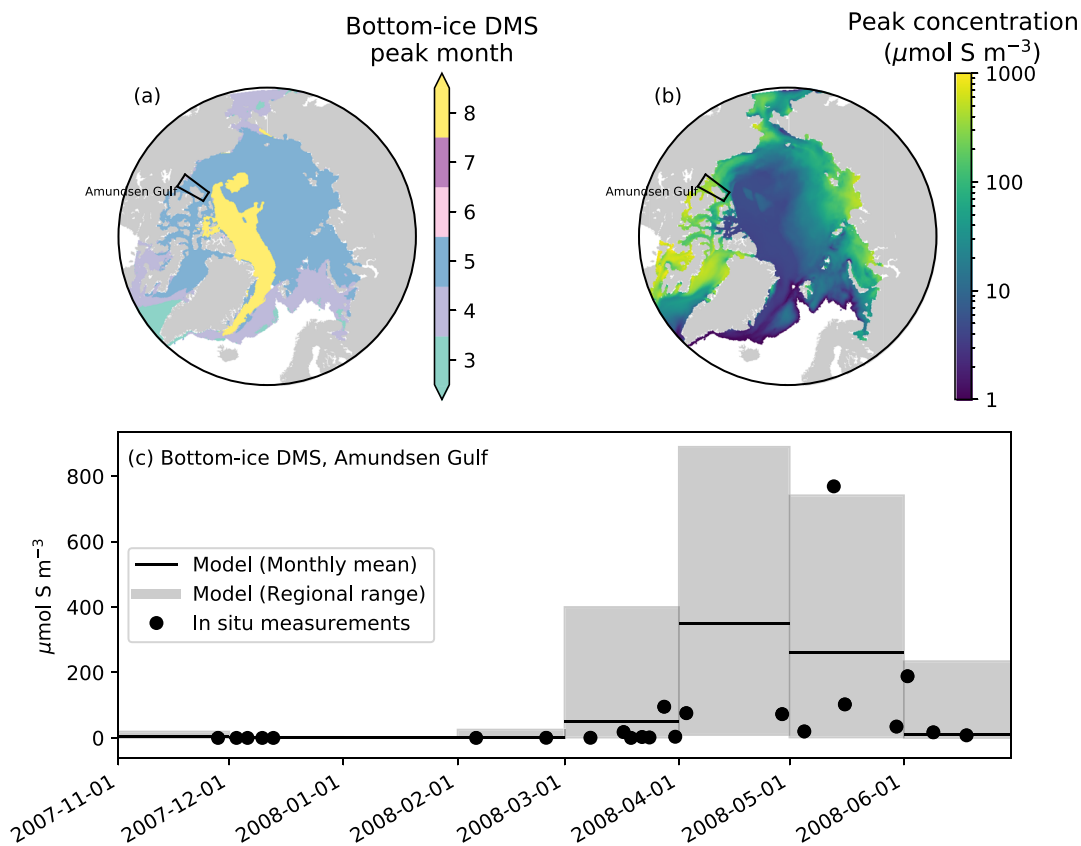 Bottom-ice DMS
peak month
(a)
Amundsen Gulf
8
7
6
5
4
3
Peak concentration
(μmol S m⁻³)
(b)
Amundsen Gulf
1000
100
10
1
(c) Bottom-ice DMS, Amundsen Gulf
μmol S m⁻³
800
600
400
200
0
Model (Monthly mean)
Model (Regional range)
In situ measurements
2007-11-01
2007-12-01
2008-01-01
2008-02-01
2008-03-01
2008-04-01
2008-05-01
2008-06-01